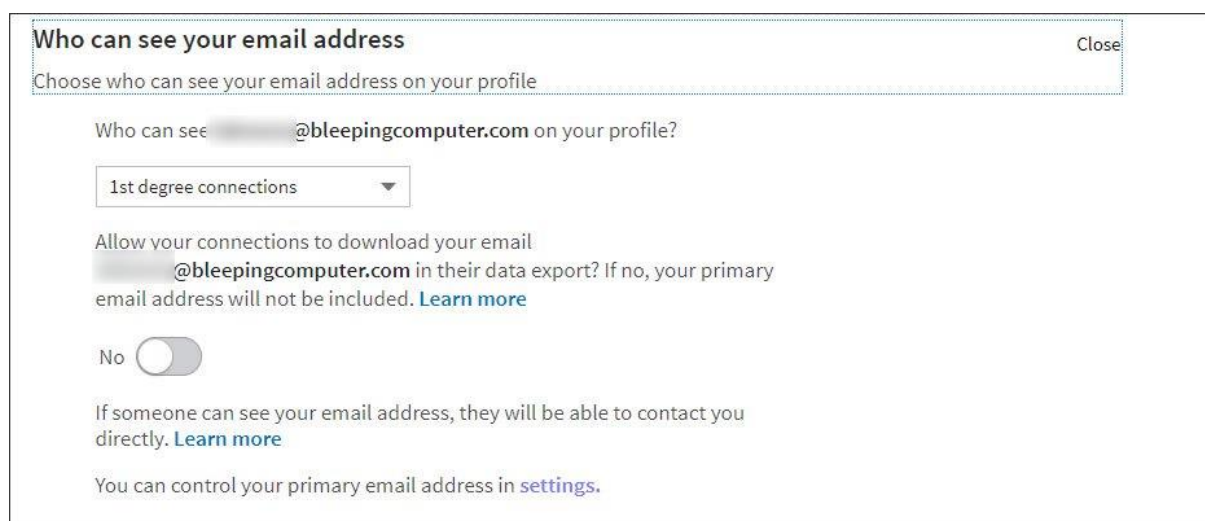 Who can see your email address
Close
Choose who can see your email address on your profile
Who can see @bleepingcomputer.com on your profile?
1st degree connections
Allow your connections to download your email
@bleepingcomputer.com in their data export? If no, your primary
email address will not be included. Learn more
No
If someone can see your email address, they will be able to contact you
directly. Learn more
You can control your primary email address in settings.